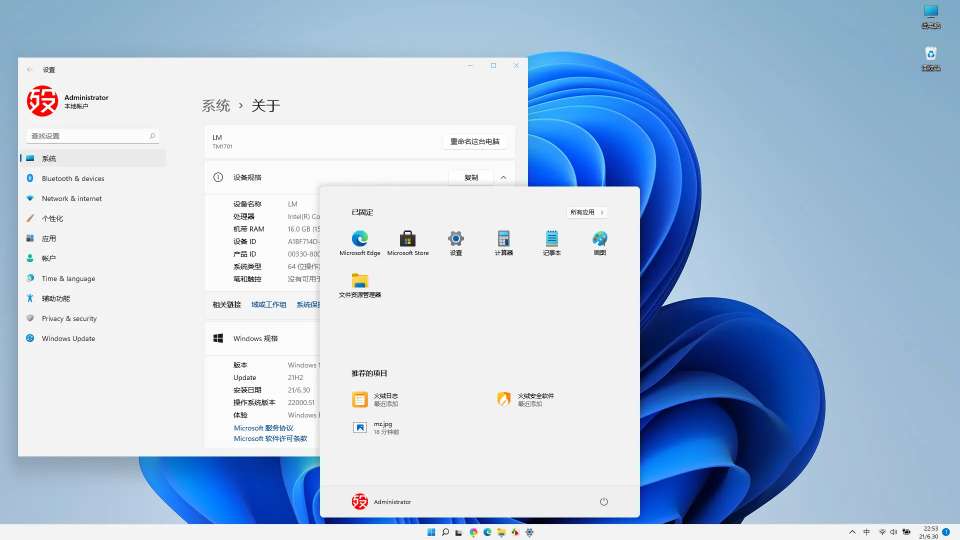 此电脑
回收站
设置
Administrator
本地帐户
查找设置
系统
Bluetooth & devices
Network & internet
个性化
应用
帐户
Time & language
辅助功能
Privacy & security
Windows Update
系统 › 关于
LM
TM1701
重命名这台电脑
设备规格
复制
设备名称 LM
处理器 Intel(R) Co
机带 RAM 16.0 GB (15
设备 ID A1BF714D-
产品 ID 00330-800
系统类型 64 位操作
笔和触控 没有可用于
相关链接 域或工作组 系统保护
Windows 规格
版本 Windows 1
Update 21H2
安装日期 21/6.30
操作系统版本 22000.51
体验 Windows
Microsoft 服务协议
Microsoft 软件许可条款
已固定
所有应用
Microsoft Edge
Microsoft Store
设置
计算器
记事本
画图
文件资源管理器
推荐的项目
火绒日志
最近添加
火绒安全软件
最近添加
mz.jpg
18 分钟前
Administrator
中
22:53
21/6.30